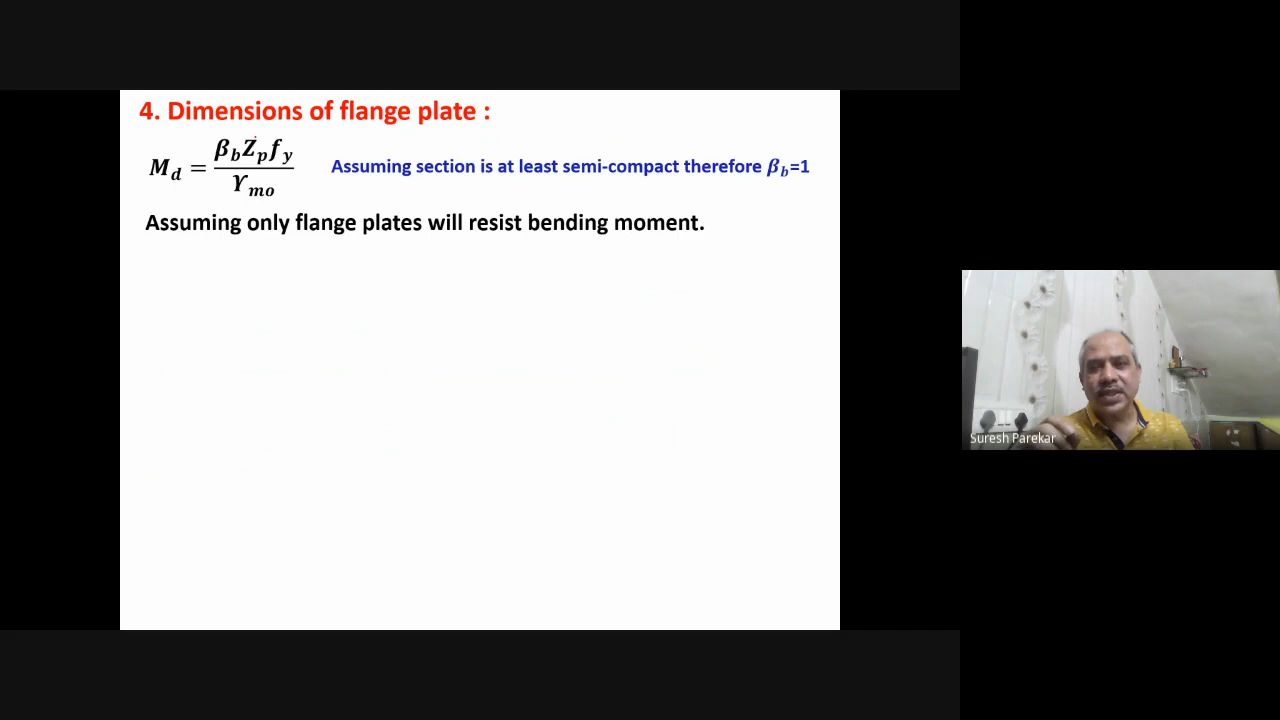 4. Dimensions of flange plate :
M_d = β_b Z_p f_y / ϒ_mo Assuming section is at least semi-compact therefore β_b=1
Assuming only flange plates will resist bending moment.
Suresh Parekar